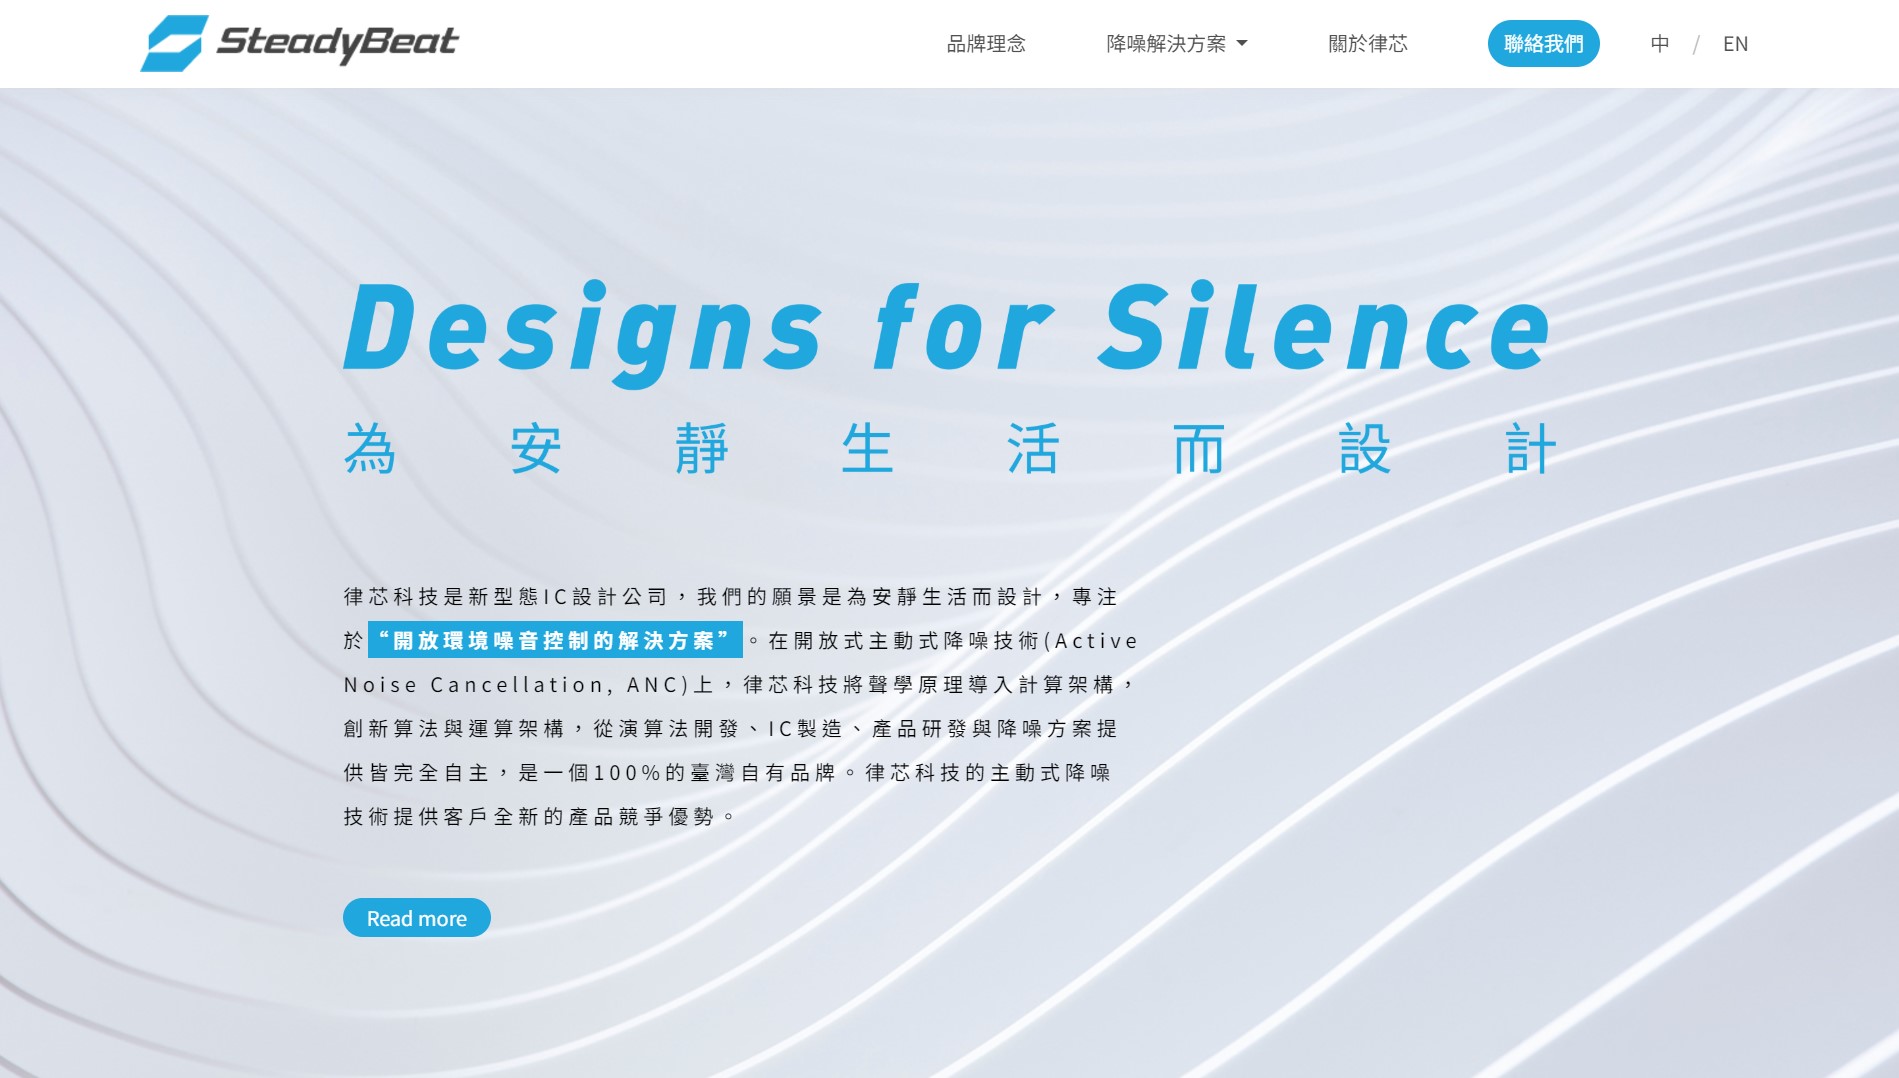 SteadyBeat
品牌理念
降噪解決方案
關於律芯
聯絡我們
中 / EN
Designs for Silence
為安靜生活而設計
律芯科技是新型態IC設計公司，我們的願景是為安靜生活而設計，專注
於“開放環境噪音控制的解決方案”。在開放式主動式降噪技術(Active
Noise Cancellation, ANC)上，律芯科技將聲學原理導入計算架構，
創新算法與運算架構，從演算法開發、IC製造、產品研發與降噪方案提
供皆完全自主，是一個100%的臺灣自有品牌。律芯科技的主動式降噪
技術提供客戶全新的產品競爭優勢。
Read more